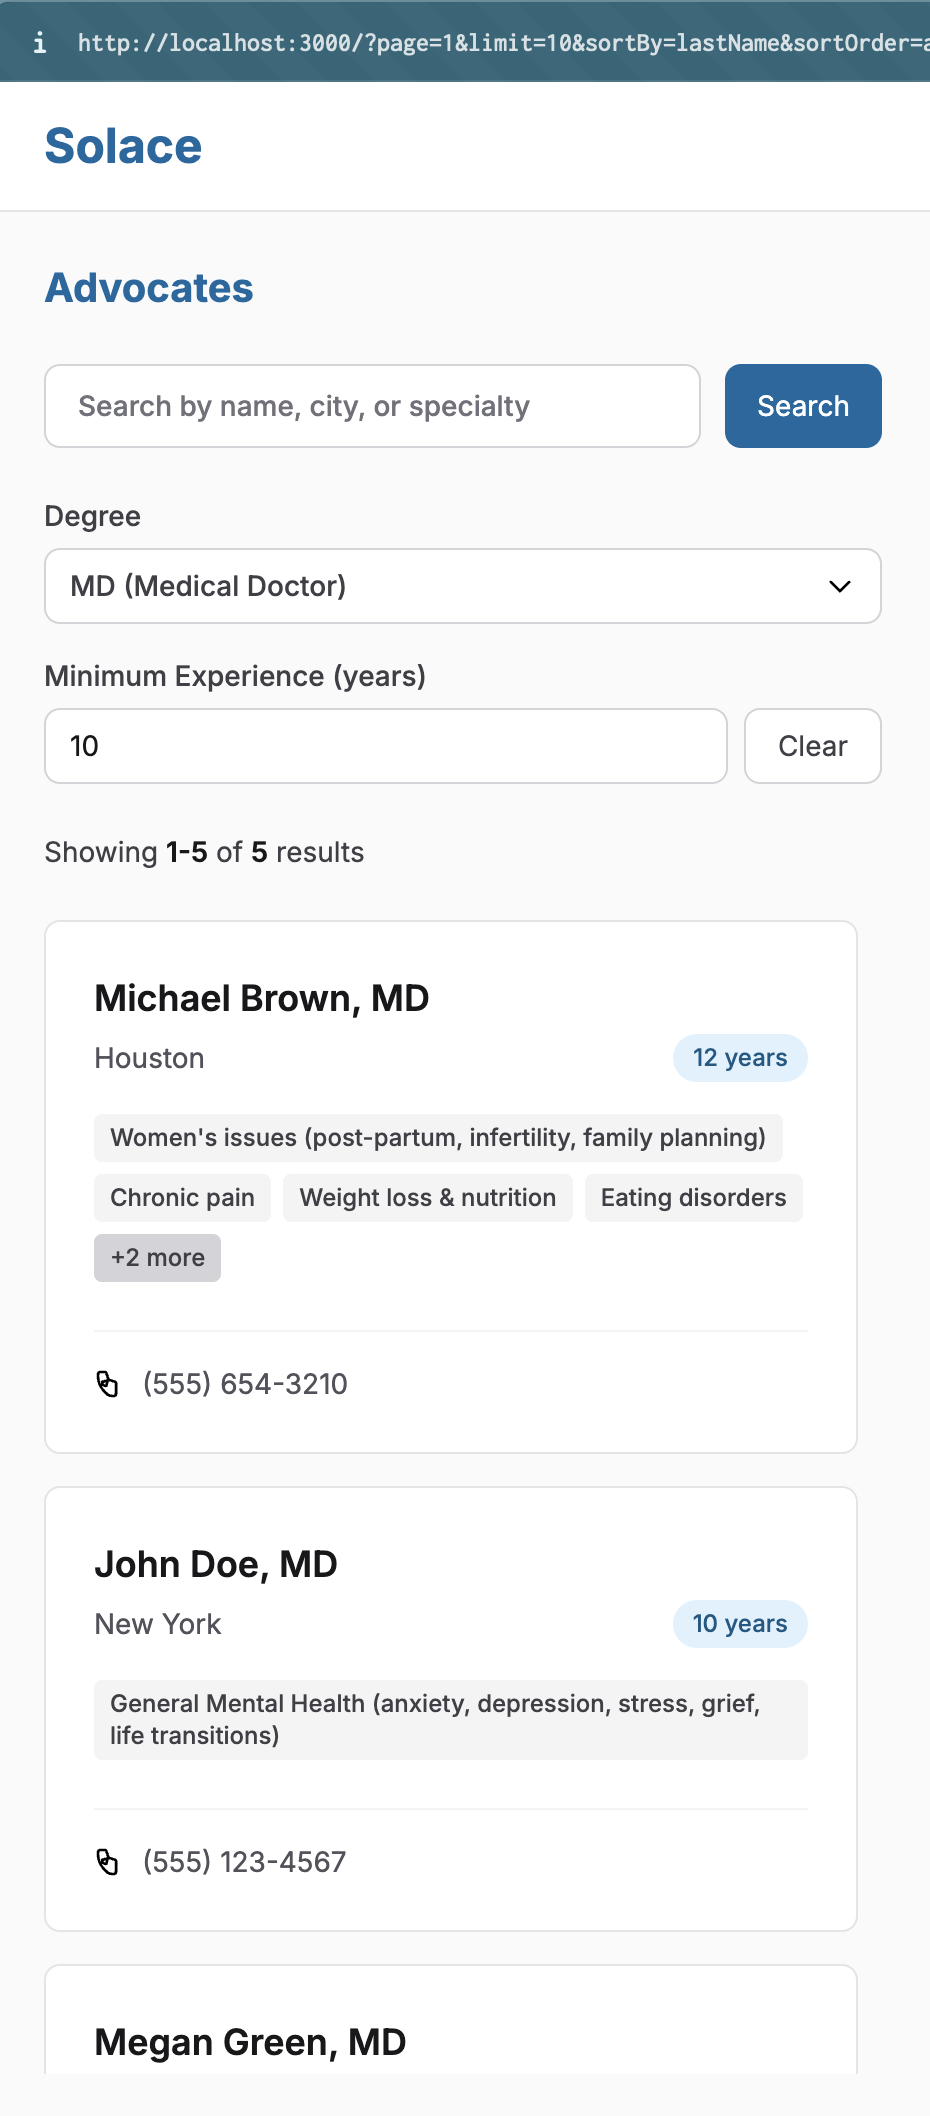 http://localhost:3000/?page=1&limit=10&sortBy=lastName&sortOrder=a
Solace
Advocates
Search by name, city, or specialty
Search
Degree
MD (Medical Doctor)
Minimum Experience (years)
10
Clear
Showing 1-5 of 5 results
Michael Brown, MD
Houston
12 years
Women's issues (post-partum, infertility, family planning)
Chronic pain
Weight loss & nutrition
Eating disorders
+2 more
(555) 654-3210
John Doe, MD
New York
10 years
General Mental Health (anxiety, depression, stress, grief,
life transitions)
(555) 123-4567
Megan Green, MD